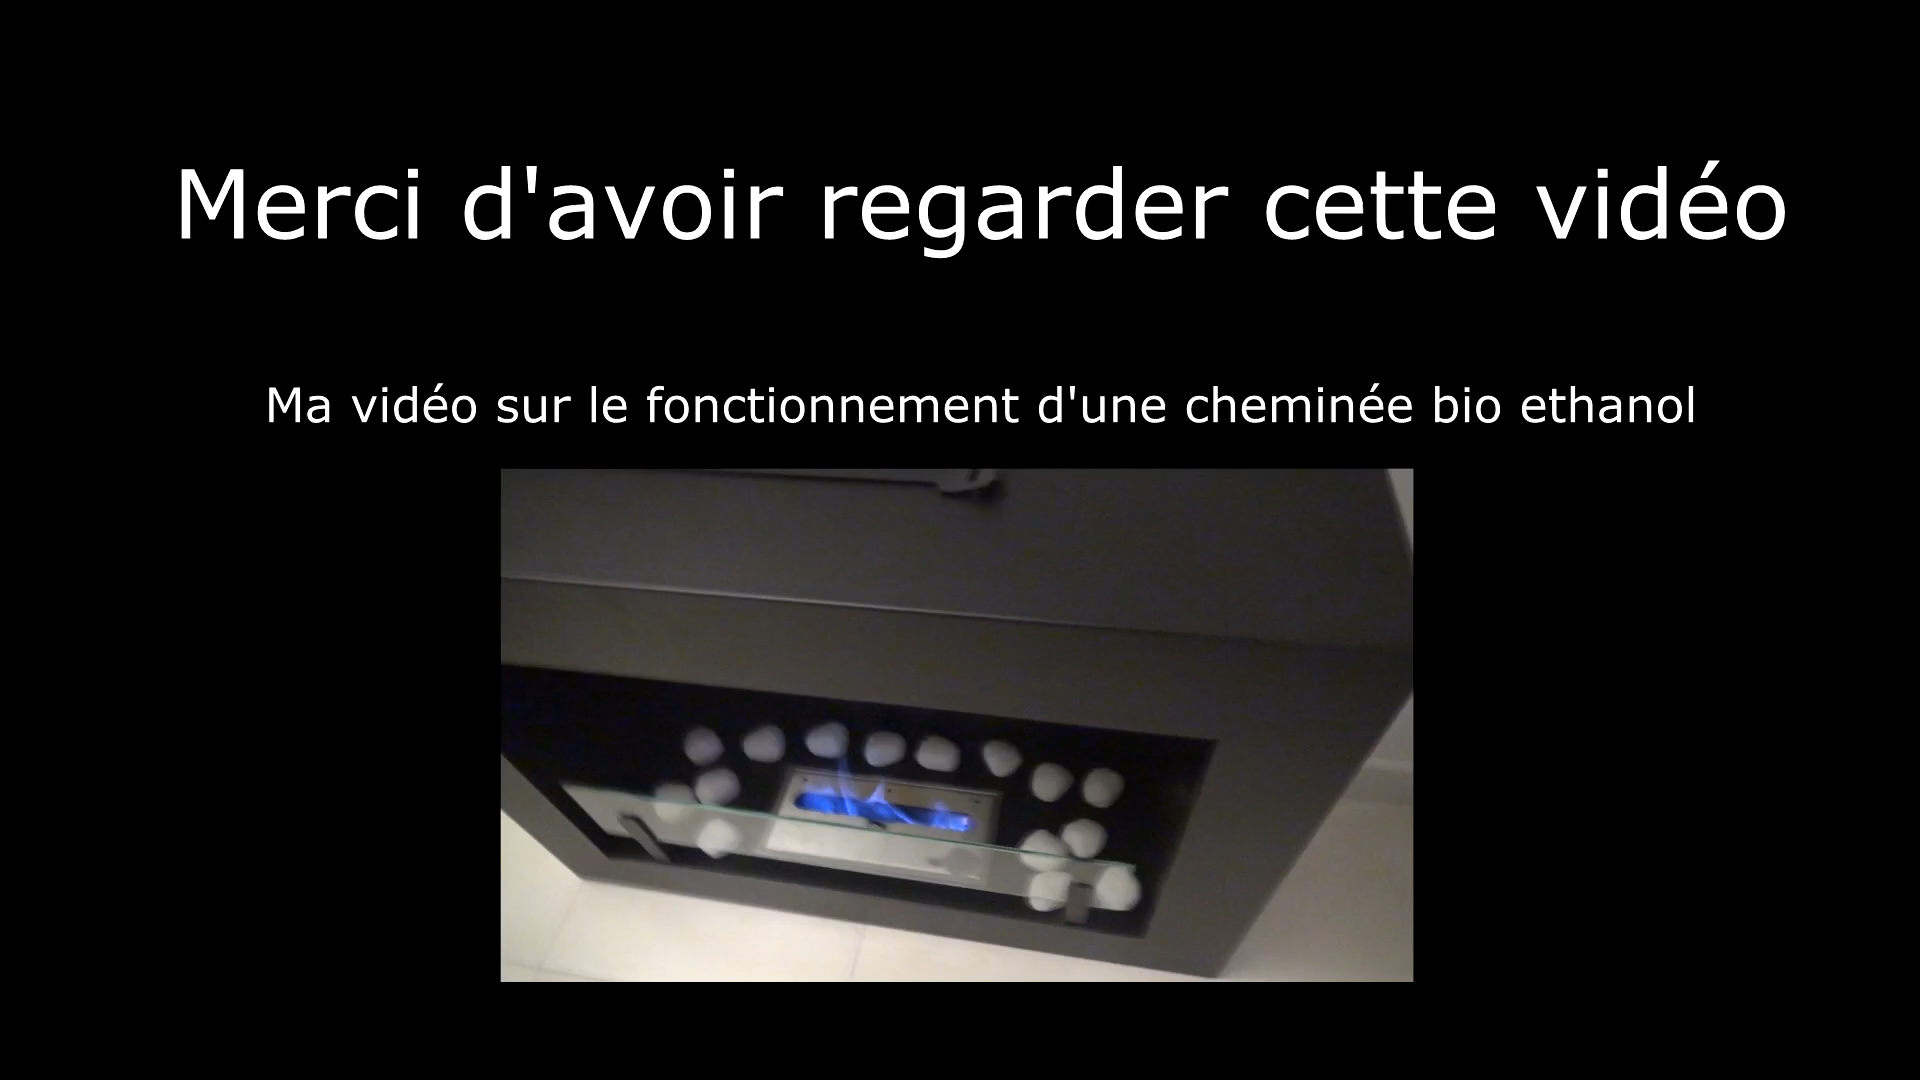 Merci d'avoir regarder cette vidéo
Ma vidéo sur le fonctionnement d'une cheminée bio ethanol